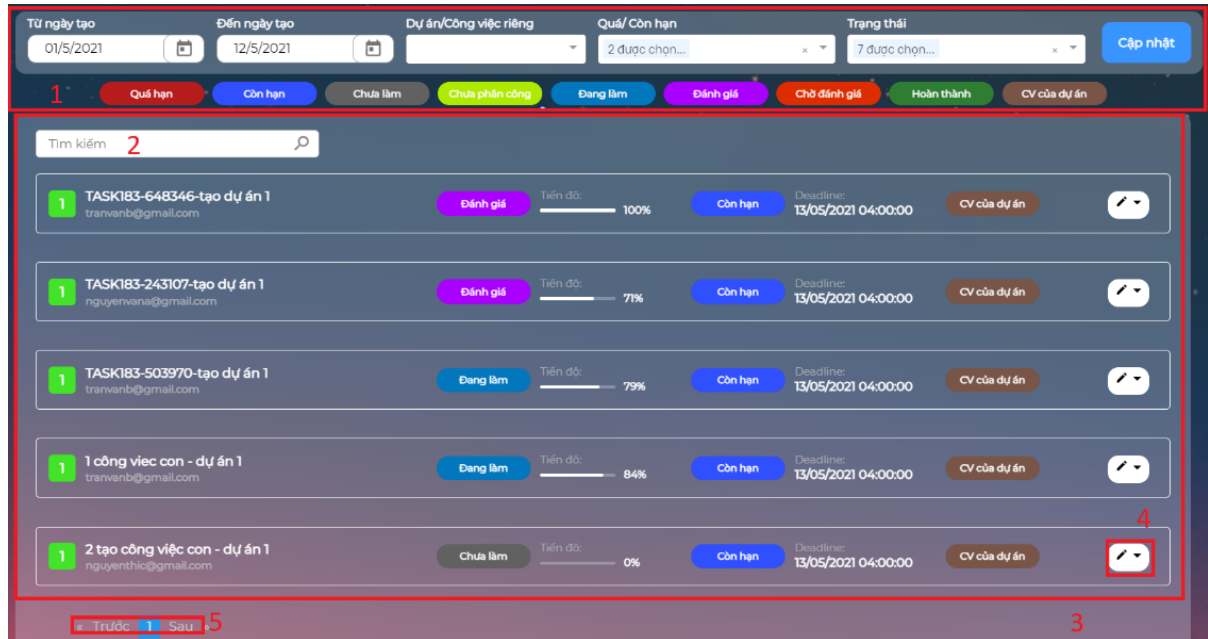 Từ ngày tạo Đến ngày tạo Dự án/Công việc riêng Quá/ Còn hạn Trạng thái
01/5/2021 12/5/2021 2 được chọn... × 7 được chọn... × Cập nhật
1 Quá hạn Còn hạn Chưa làm Chưa phân công Đang làm Đánh giá Chờ đánh giá Hoàn thành CV của dự án
Tìm kiếm 2
1 TASK183-648346-tạo dự án 1 Đánh giá Tiến độ: 100% Còn hạn Deadline: CV của dự án
tranvanb@gmail.com 13/05/2021 04:00:00
1 TASK183-243107-tạo dự án 1 Đánh giá Tiến độ: 71% Còn hạn Deadline: CV của dự án
nguyenvana@gmail.com 13/05/2021 04:00:00
1 TASK183-503970-tạo dự án 1 Đang làm Tiến độ: 79% Còn hạn Deadline: CV của dự án
tranvanb@gmail.com 13/05/2021 04:00:00
1 1 công viec con - dự án 1 Đang làm Tiến độ: 84% Còn hạn Deadline: CV của dự án
tranvanb@gmail.com 13/05/2021 04:00:00
4
1 2 tạo công việc con - dự án 1 Chưa làm Tiến độ: 0% Còn hạn Deadline: CV của dự án
nguyenthic@gmail.com 13/05/2021 04:00:00
« Trước 1 Sau » 5 3